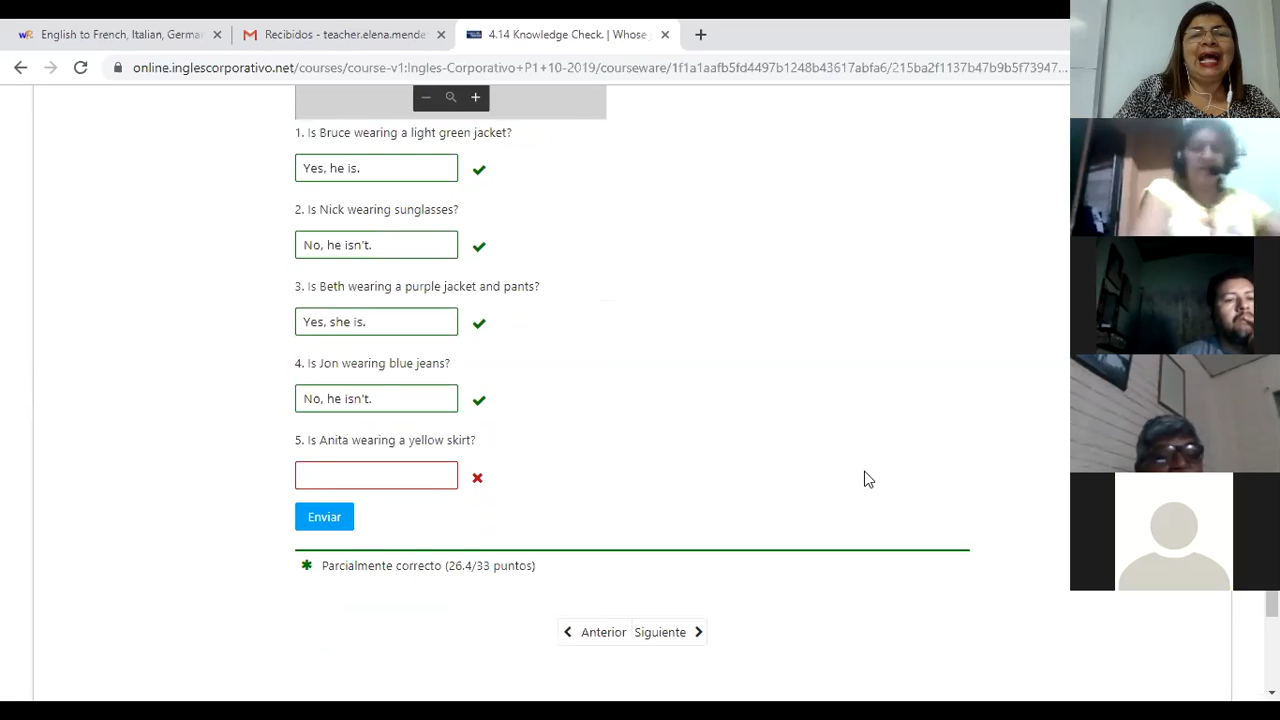 English to French, Italian, Germa
Recibidos - teacher.elena.mende
4.14 Knowledge Check. | Whose
online.inglescorporativo.net/courses/course-v1:Ingles-Corporativo+P1+10-2019/courseware/1f1a1aafb5fd4497b1248b43617abfa6/215ba2f1137b47b9b5f73947...
1. Is Bruce wearing a light green jacket?
Yes, he is.
2. Is Nick wearing sunglasses?
No, he isn't.
3. Is Beth wearing a purple jacket and pants?
Yes, she is.
4. Is Jon wearing blue jeans?
No, he isn't.
5. Is Anita wearing a yellow skirt?
Enviar
Parcialmente correcto (26.4/33 puntos)
Anterior Siguiente